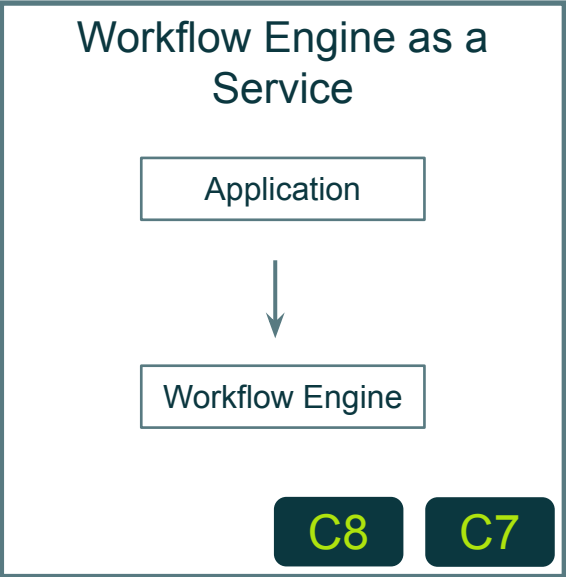 Workflow Engine as a
Service
Application
Workflow Engine
C8 C7